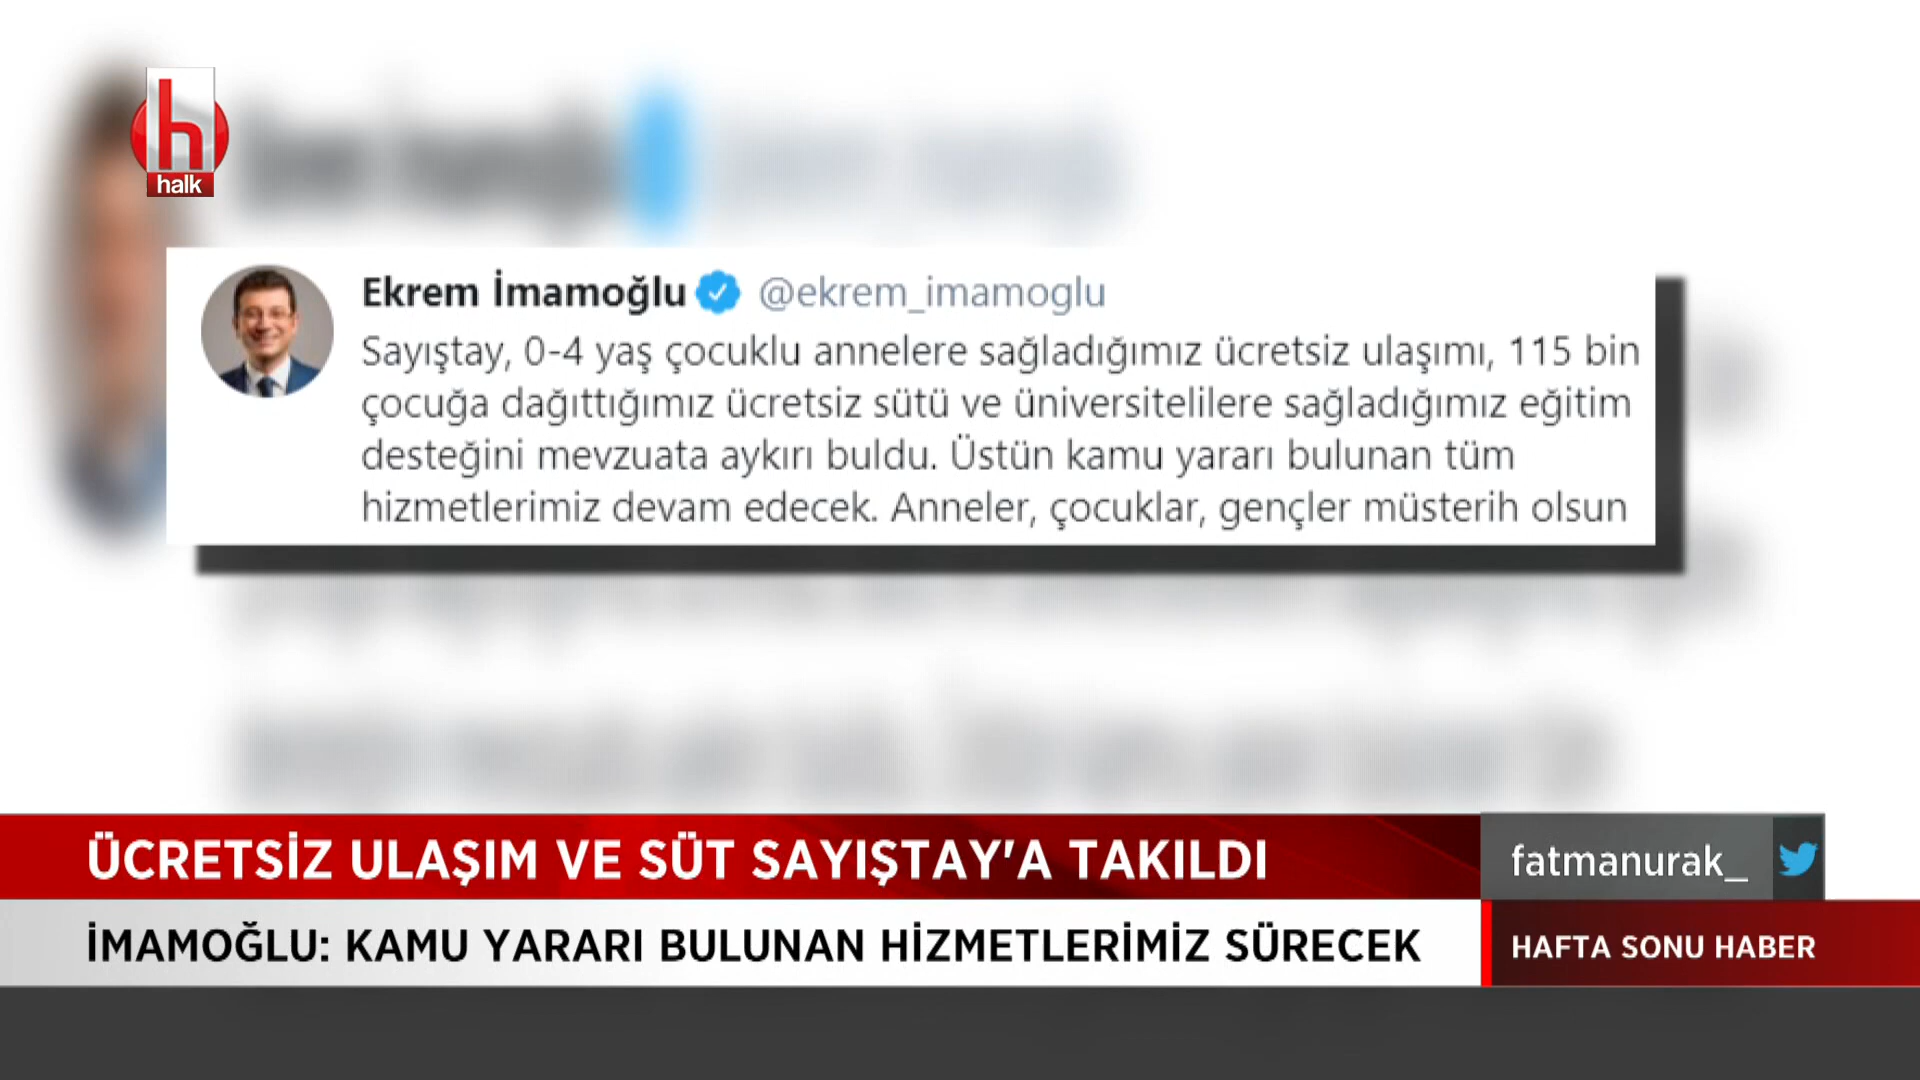 h
halk
Ekrem İmamoğlu @ekrem_imamoglu
Sayıştay, 0-4 yaş çocuklu annelere sağladığımız ücretsiz ulaşımı, 115 bin
çocuğa dağıttığımız ücretsiz sütü ve üniversitelilere sağladığımız eğitim
desteğini mevzuata aykırı buldu. Üstün kamu yararı bulunan tüm
hizmetlerimiz devam edecek. Anneler, çocuklar, gençler müsterih olsun
ÜCRETSİZ ULAŞIM VE SÜT SAYIŞTAY'A TAKILDI
fatmanurak_
İMAMOĞLU: KAMU YARARI BULUNAN HİZMETLERİMİZ SÜRECEK
HAFTA SONU HABER